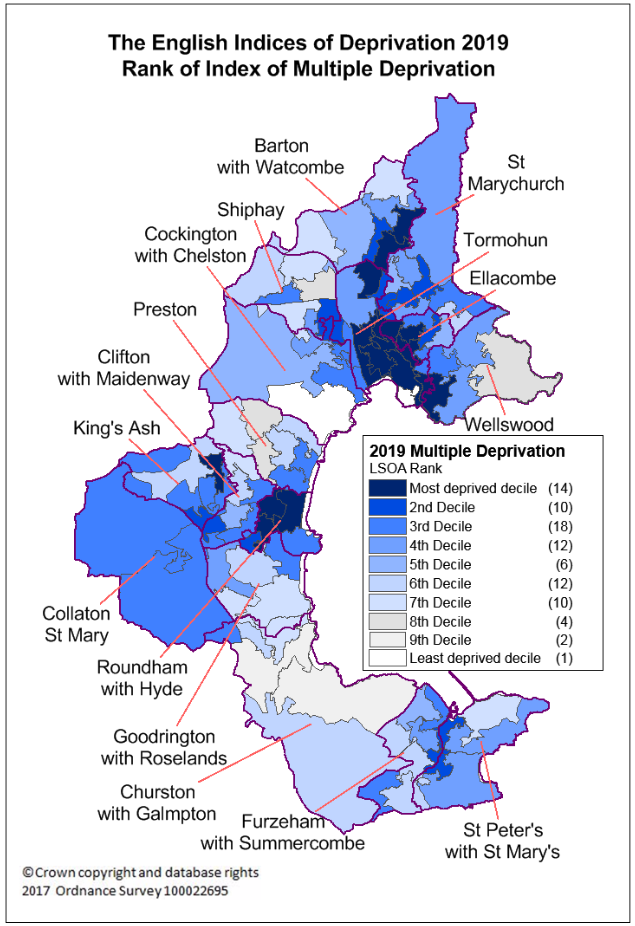 The English Indices of Deprivation 2019
Rank of Index of Multiple Deprivation
Barton
with Watcombe
St
Marychurch
Shiphay
Cockington
with Chelston
Tormohun
Ellacombe
Preston
Clifton
with Maidenway
King's Ash
Wellswood
2019 Multiple Deprivation
LSOA Rank
Most deprived decile (14)
2nd Decile (10)
3rd Decile (18)
4th Decile (12)
5th Decile (6)
6th Decile (12)
7th Decile (10)
8th Decile (4)
9th Decile (2)
Least deprived decile (1)
Collaton
St Mary
Roundham
with Hyde
Goodrington
with Roselands
Churston
with Galmpton
Furzeham
with Summercombe
St Peter's
with St Mary's
©Crown copyright and database rights
2017 Ordnance Survey 100022695